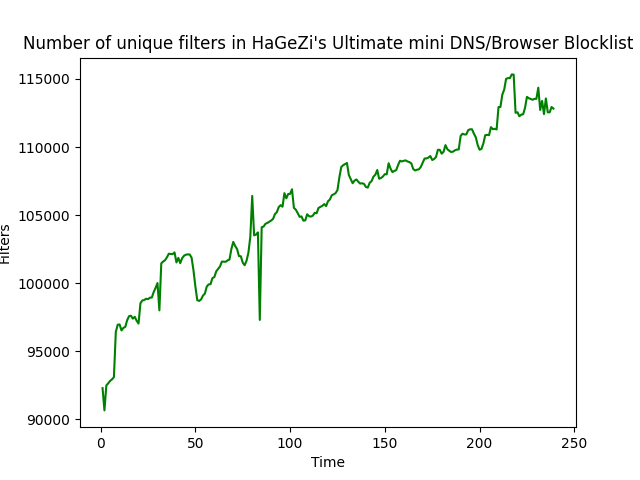 Number of unique filters in HaGeZi's Ultimate mini DNS/Browser Blocklist
115000
110000
105000
100000
95000
90000
Filters
0 50 100 150 200 250
Time